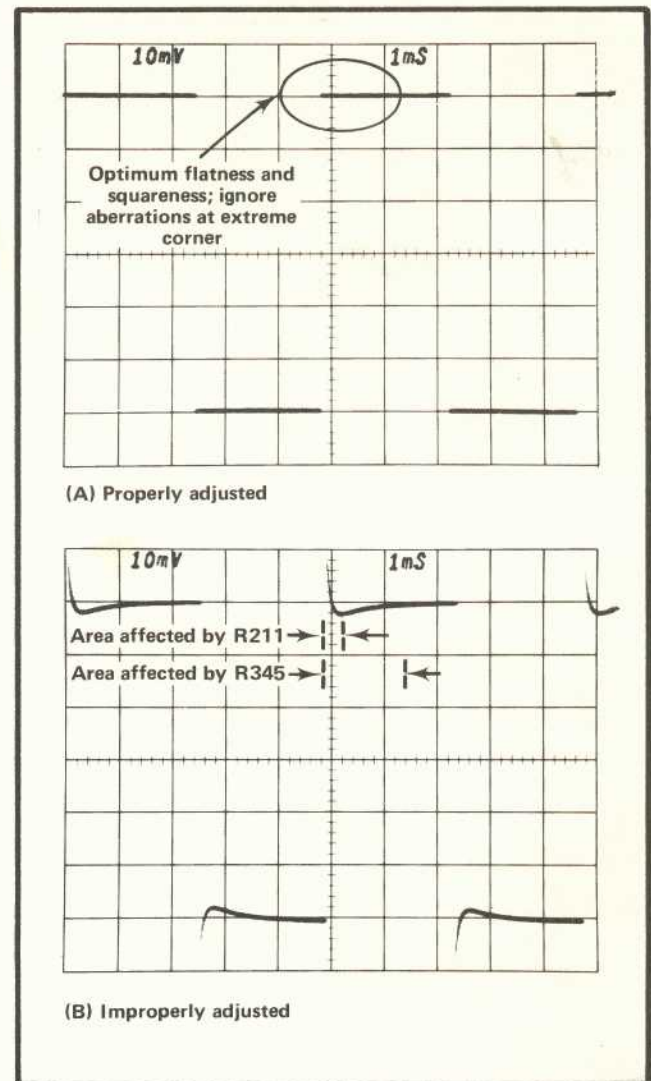 10mV 1mS
Optimum flatness and
squareness; ignore
aberrations at extreme
corner
(A) Properly adjusted
10mV 1mS
Area affected by R211
Area affected by R345
(B) Improperly adjusted